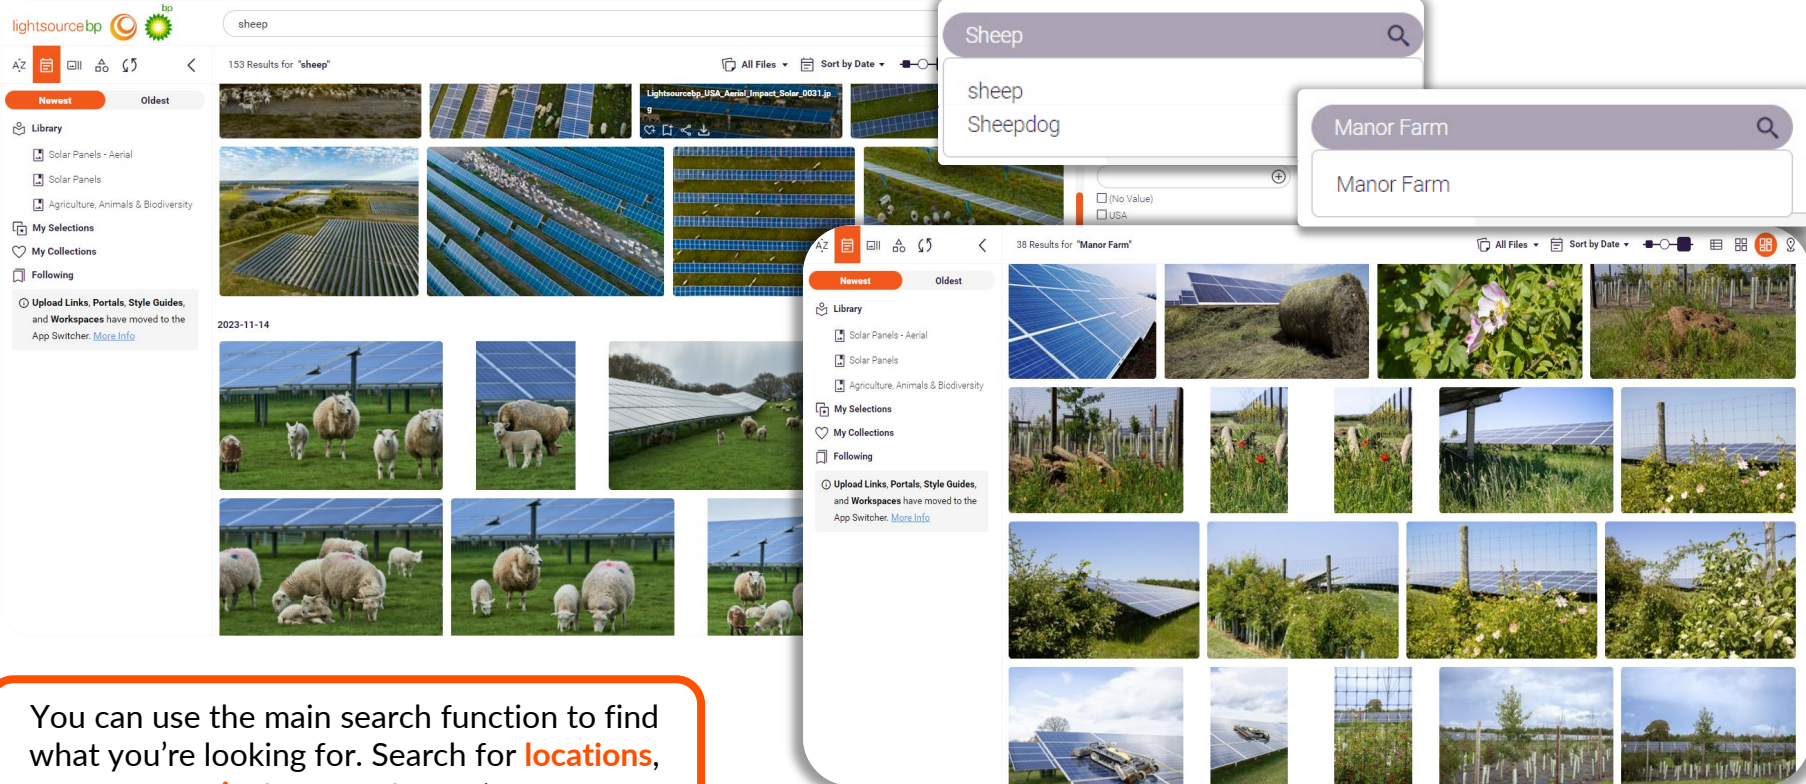 lightsource bp
bp
sheep
153 Results for "sheep"
All Files
Sort by Date
Newest
Oldest
Library
Solar Panels - Aerial
Solar Panels
Agriculture, Animals & Biodiversity
My Selections
My Collections
Following
Upload Links, Portals, Style Guides,
and Workspaces have moved to the
App Switcher. More Info
Lightsourcebp_USA_Aerial_Impact_Solar_0031.jp
g
2023-11-14
(No Value)
USA
Sheep
sheep
Sheepdog
Manor Farm
Manor Farm
38 Results for "Manor Farm"
All Files
Sort by Date
Newest
Oldest
Library
Solar Panels - Aerial
Solar Panels
Agriculture, Animals & Biodiversity
My Selections
My Collections
Following
Upload Links, Portals, Style Guides,
and Workspaces have moved to the
App Switcher. More Info
You can use the main search function to find
what you're looking for. Search for locations,